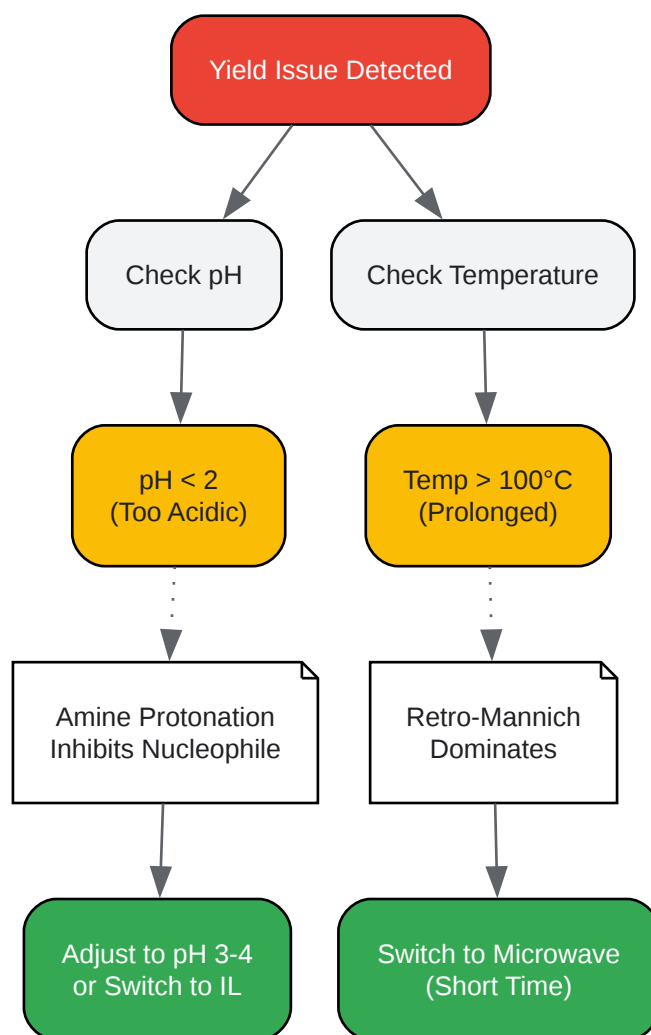 Yield Issue Detected
Check pH
Check Temperature
pH < 2
(Too Acidic)
Temp > 100°C
(Prolonged)
Amine Protonation
Inhibits Nucleophile
Retro-Mannich
Dominates
Adjust to pH 3-4
or Switch to IL
Switch to Microwave
(Short Time)